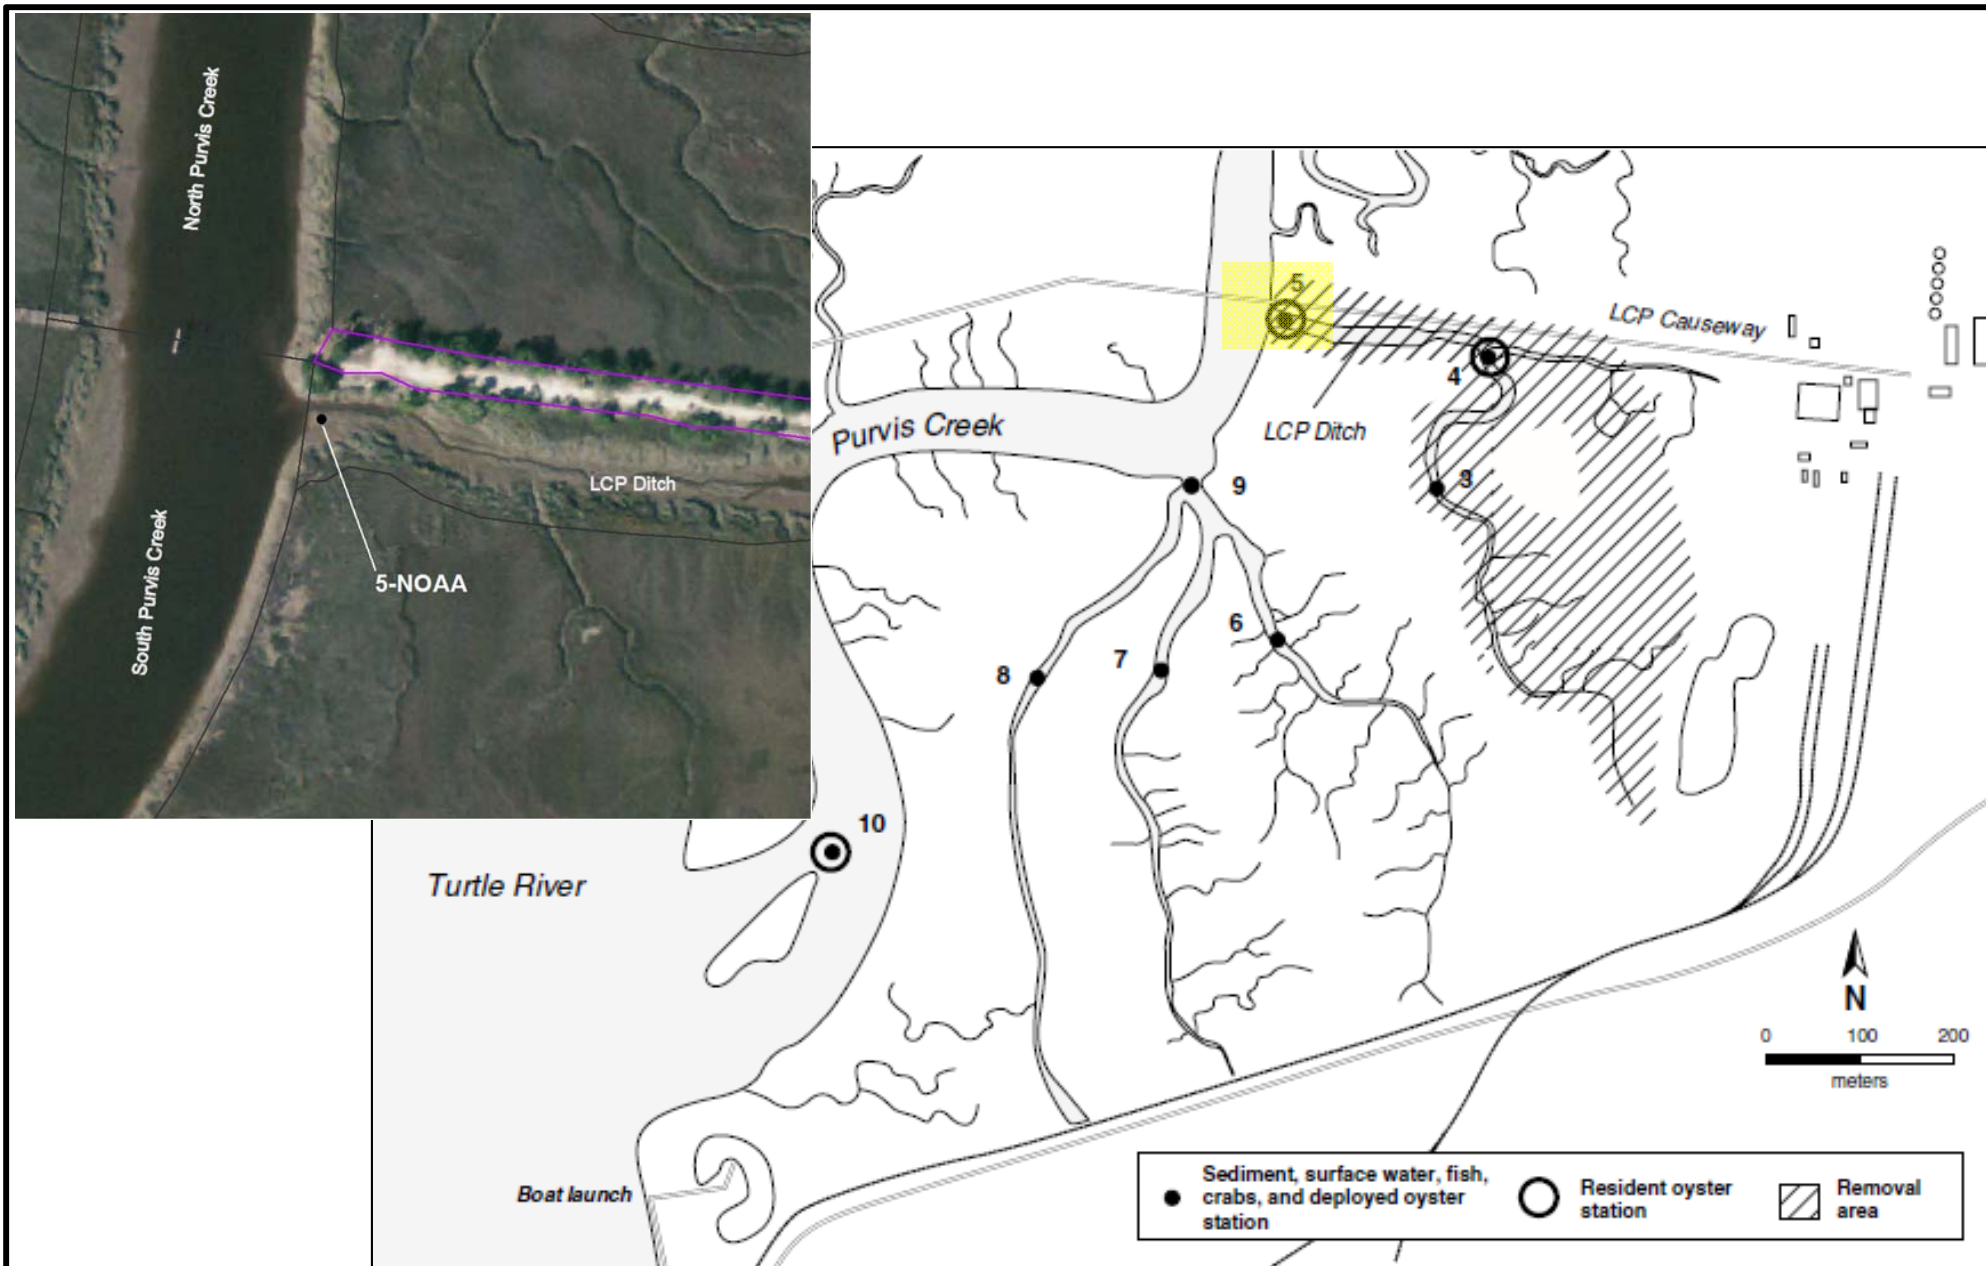 North Purvis Creek
South Purvis Creek
LCP Ditch
5-NOAA
5
LCP Causeway
4
LCP Ditch
Purvis Creek
9
3
6
7
8
10
Turtle River
N
0 100 200
meters
Boat launch
Sediment, surface water, fish,
crabs, and deployed oyster
station
Resident oyster
station
Removal
area